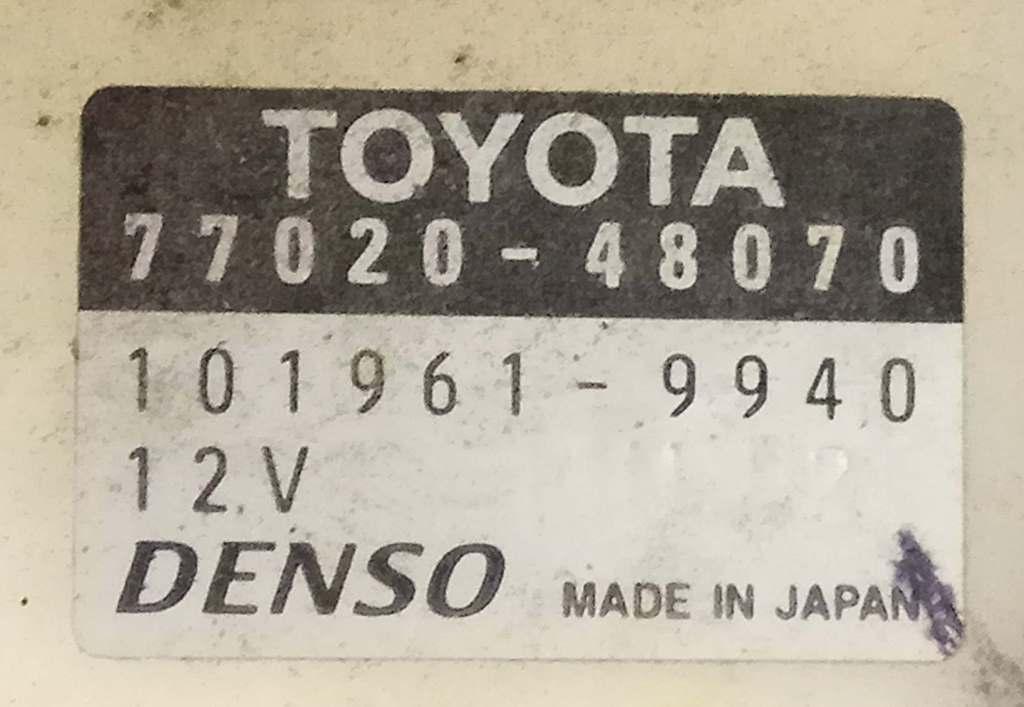 TOYOTA
77020-48070
101961-9940
12V
DENSO MADE IN JAPAN